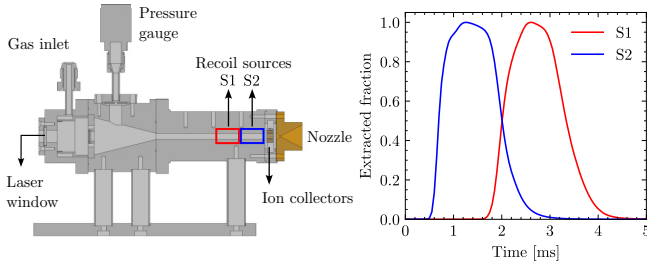 Pressure
gauge
Gas inlet
Recoil sources
S1 S2
Nozzle
Laser
window
Ion collectors
Extracted fraction
1.0
0.8
0.6
0.4
0.2
0.0
S1
S2
0 1 2 3 4 5
Time [ms]